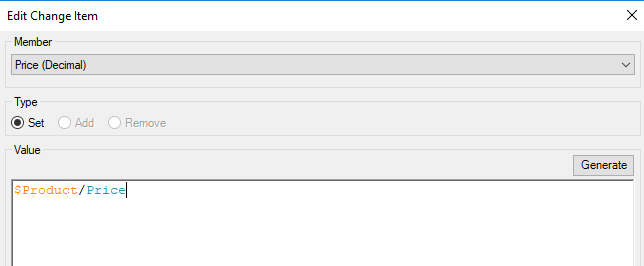 Edit Change Item
Member
Price (Decimal)
Type
Set Add Remove
Value
Generate
$Product/Price